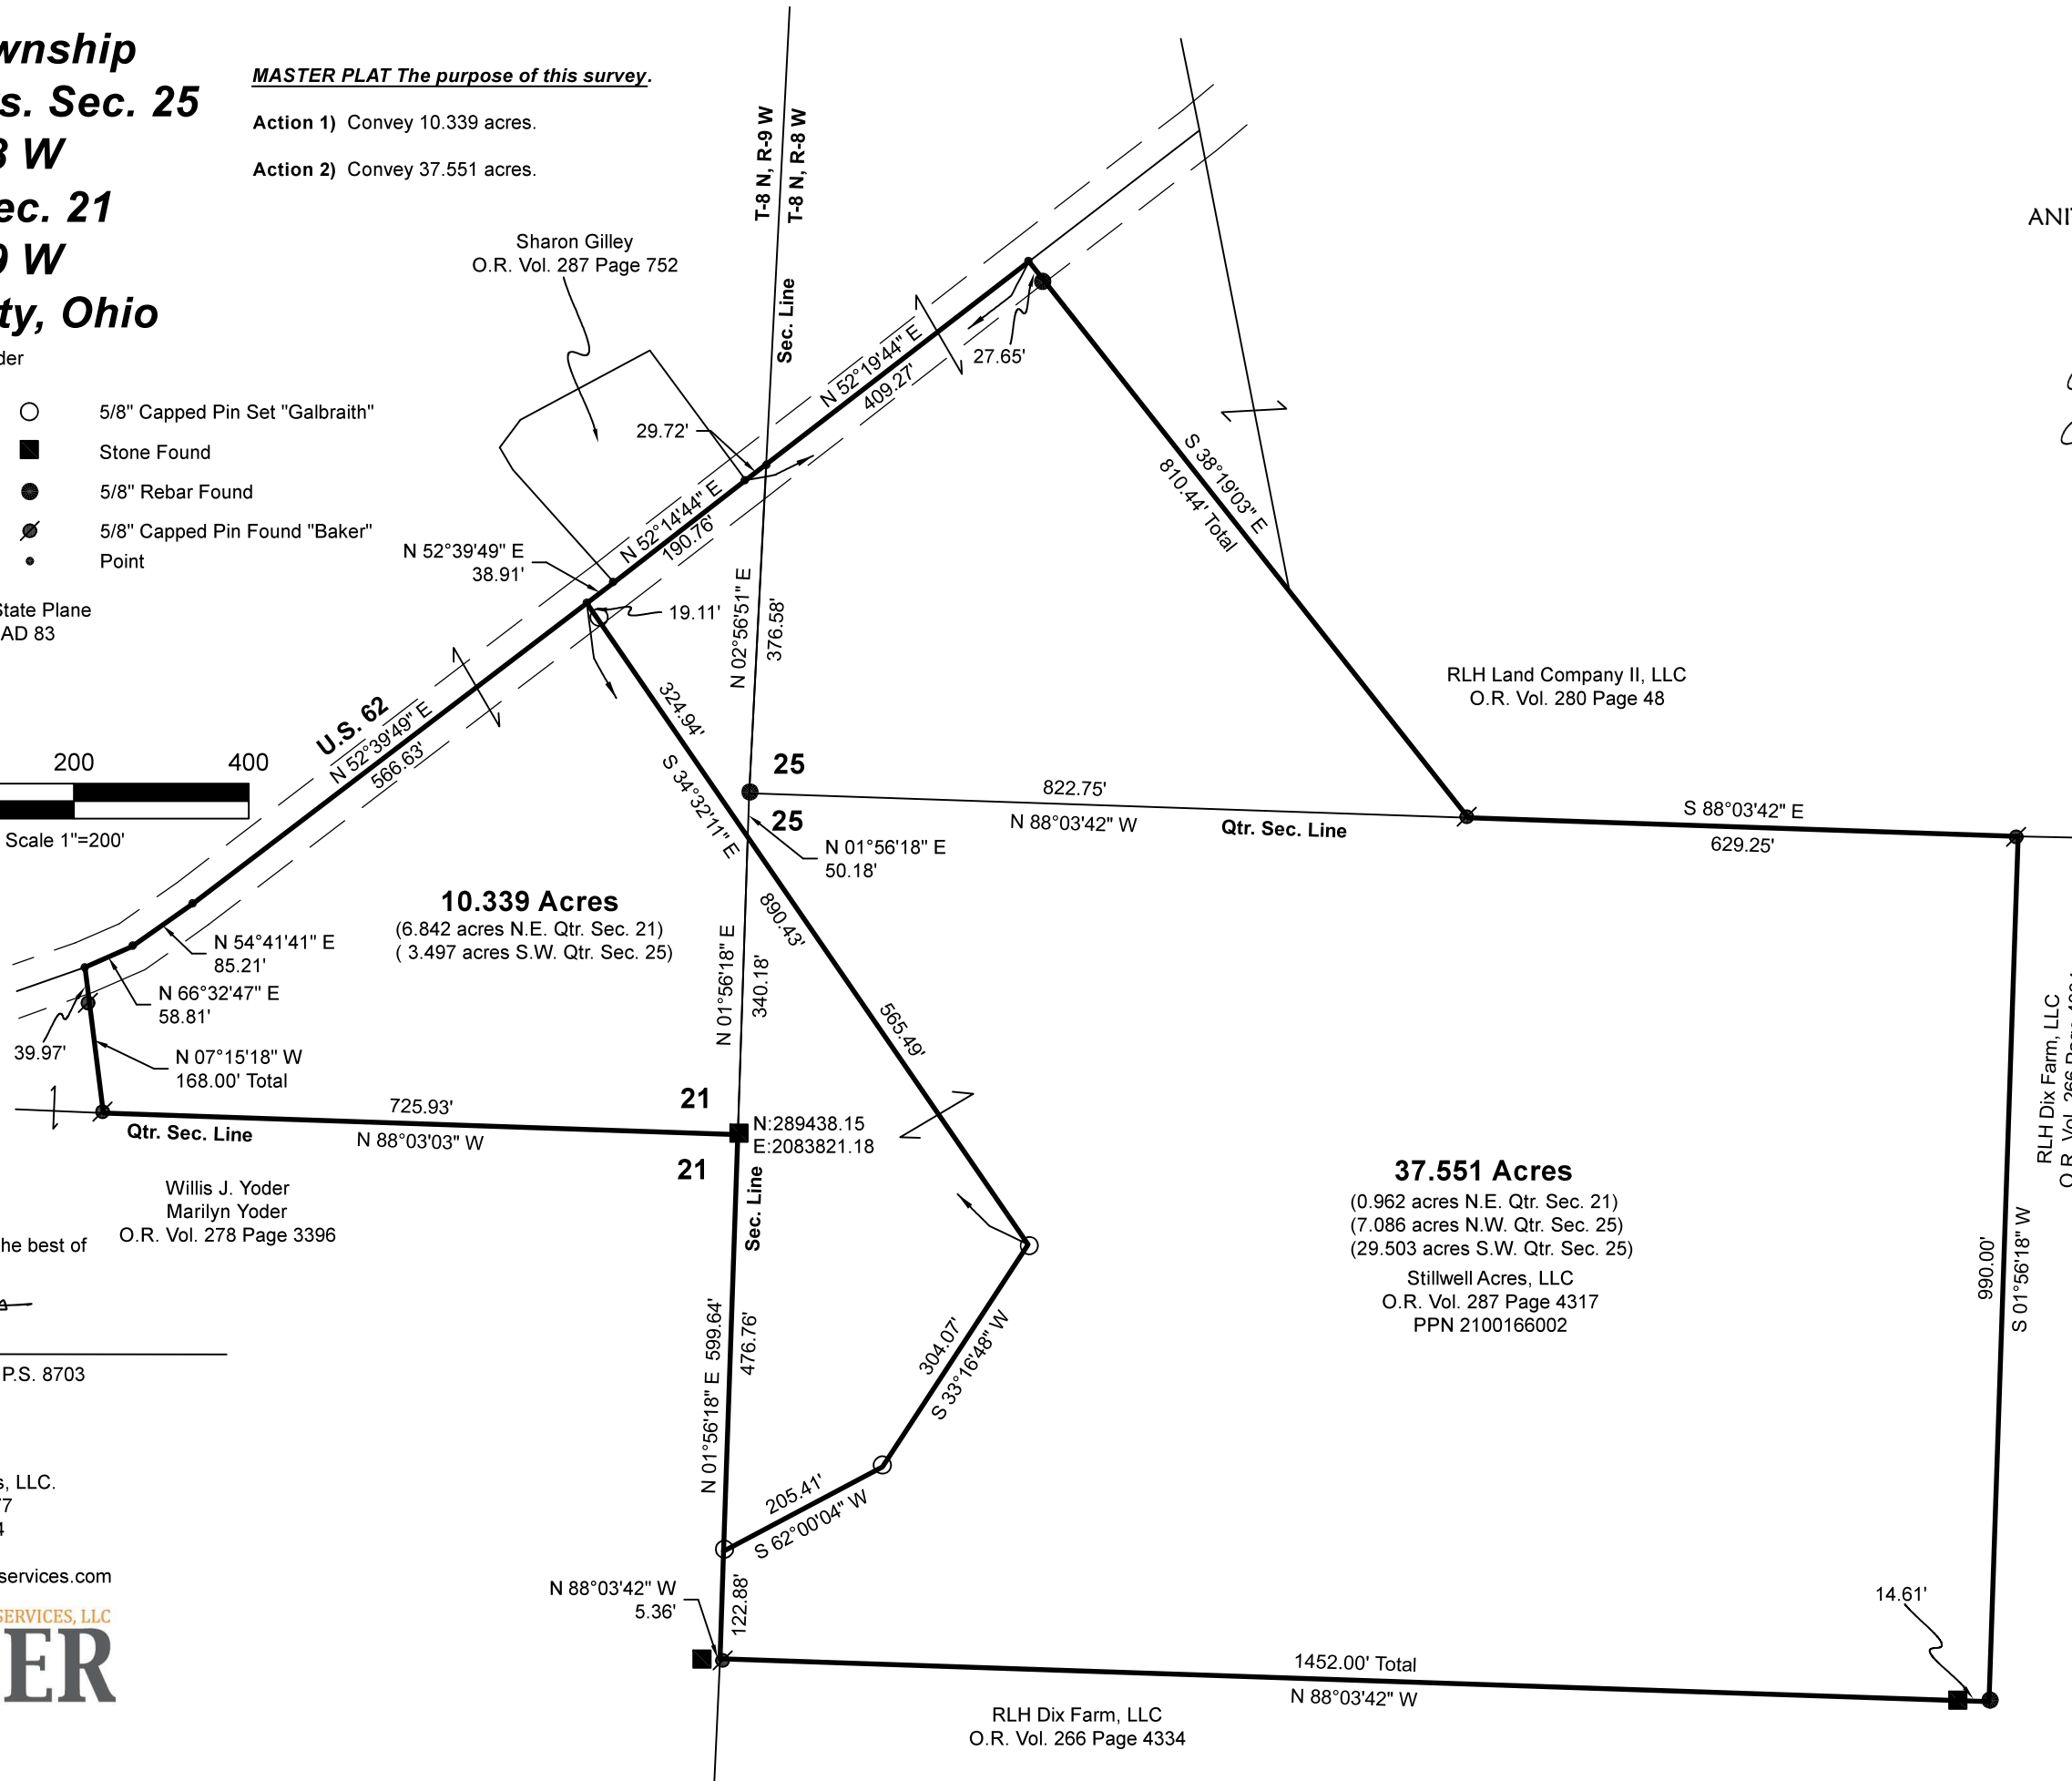 wnship
s. Sec. 25
W
ec. 21
W
ty, Ohio
der
MASTER PLAT The purpose of this survey.
Action 1) Convey 10.339 acres.
Action 2) Convey 37.551 acres.
5/8" Capped Pin Set "Galbraith"
Stone Found
5/8" Rebar Found
5/8" Capped Pin Found "Baker"
Point
State Plane
AD 83
200 400
Scale 1"=200'
Sharon Gilley
O.R. Vol. 287 Page 752
T-8 N, R-9 W
T-8 N, R-8 W
Sec. Line
ANI
N 52°19'44" E
409.27'
27.65'
29.72'
N 52°14'44" E
190.76'
N 52°39'49" E
38.91'
19.11'
U.S. 62
N 52°39'49" E
566.63'
N 02°56'51" E
376.58'
S 38°19'03" E
810.44' Total
RLH Land Company II, LLC
O.R. Vol. 280 Page 48
324.94'
S 34°32'11" E
890.43'
565.49'
25
25
822.75'
N 88°03'42" W
Qtr. Sec. Line
S 88°03'42" E
629.25'
N 01°56'18" E
50.18'
10.339 Acres
(6.842 acres N.E. Qtr. Sec. 21)
( 3.497 acres S.W. Qtr. Sec. 25)
N 01°56'18" E
340.18'
N 54°41'41" E
85.21'
N 66°32'47" E
58.81'
39.97'
N 07°15'18" W
168.00' Total
725.93'
Qtr. Sec. Line
N 88°03'03" W
21
21
N:289438.15
E:2083821.18
Sec. Line
Willis J. Yoder
Marilyn Yoder
O.R. Vol. 278 Page 3396
he best of
P.S. 8703
37.551 Acres
(0.962 acres N.E. Qtr. Sec. 21)
(7.086 acres N.W. Qtr. Sec. 25)
(29.503 acres S.W. Qtr. Sec. 25)
Stillwell Acres, LLC
O.R. Vol. 287 Page 4317
PPN 2100166002
RLH Dix Farm, LLC
990.00'
S 01°56'18" W
N 01°56'18" E 599.64'
476.76'
304.07'
S 33°16'48" W
205.41'
S 62°00'04" W
122.88'
N 88°03'42" W
5.36'
14.61'
1452.00' Total
N 88°03'42" W
RLH Dix Farm, LLC
O.R. Vol. 266 Page 4334
s, LLC.
7
4
services.com
SERVICES, LLC
ER